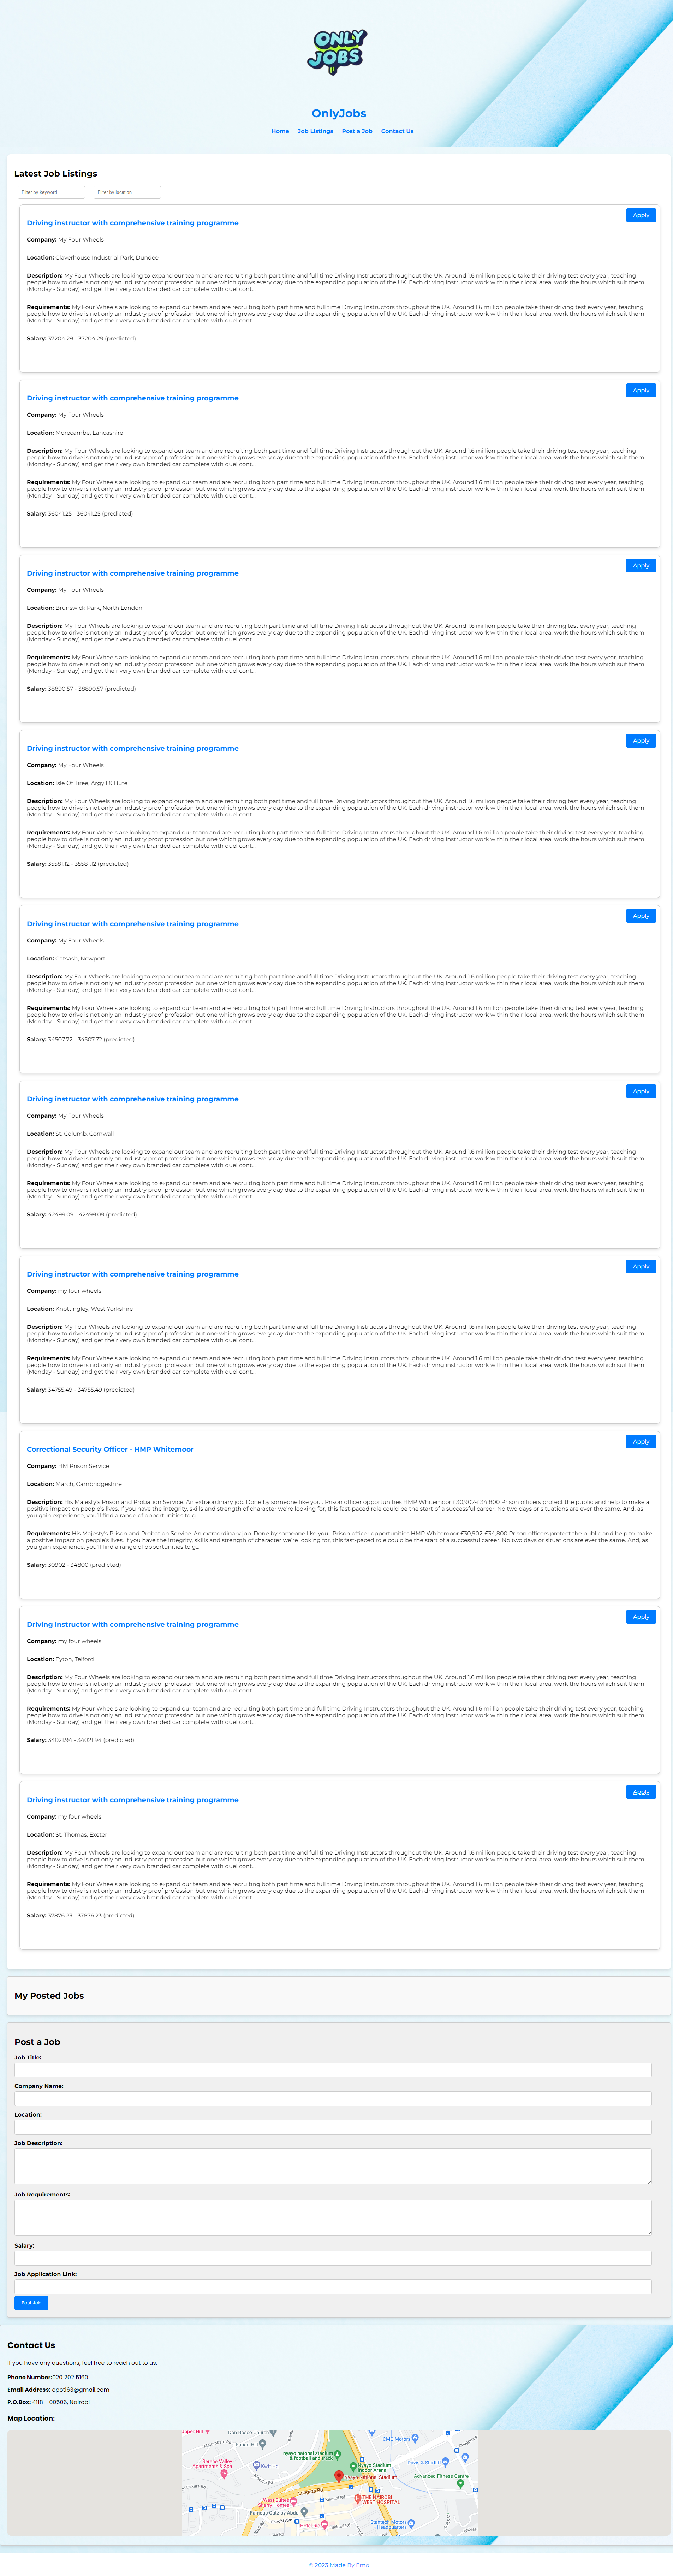 ONLY
JOBS
OnlyJobs
Home Job Listings Post a Job Contact Us
Latest Job Listings
Filter by keyword Filter by location
Apply
Driving instructor with comprehensive training programme
Company: My Four Wheels
Location: Claverhouse Industrial Park, Dundee
Description: My Four Wheels are looking to expand our team and are recruiting both part time and full time Driving Instructors throughout the UK. Around 1.6 million people take their driving test every year, teaching
people how to drive is not only an industry proof profession but one which grows every day due to the expanding population of the UK. Each driving instructor work within their local area, work the hours which suit them
(Monday - Sunday) and get their very own branded car complete with duel cont...
Requirements: My Four Wheels are looking to expand our team and are recruiting both part time and full time Driving Instructors throughout the UK. Around 1.6 million people take their driving test every year, teaching
people how to drive is not only an industry proof profession but one which grows every day due to the expanding population of the UK. Each driving instructor work within their local area, work the hours which suit them
(Monday - Sunday) and get their very own branded car complete with duel cont...
Salary: 37204.29 - 37204.29 (predicted)
Apply
Driving instructor with comprehensive training programme
Company: My Four Wheels
Location: Morecambe, Lancashire
Description: My Four Wheels are looking to expand our team and are recruiting both part time and full time Driving Instructors throughout the UK. Around 1.6 million people take their driving test every year, teaching
people how to drive is not only an industry proof profession but one which grows every day due to the expanding population of the UK. Each driving instructor work within their local area, work the hours which suit them
(Monday - Sunday) and get their very own branded car complete with duel cont...
Requirements: My Four Wheels are looking to expand our team and are recruiting both part time and full time Driving Instructors throughout the UK. Around 1.6 million people take their driving test every year, teaching
people how to drive is not only an industry proof profession but one which grows every day due to the expanding population of the UK. Each driving instructor work within their local area, work the hours which suit them
(Monday - Sunday) and get their very own branded car complete with duel cont...
Salary: 36041.25 - 36041.25 (predicted)
Apply
Driving instructor with comprehensive training programme
Company: My Four Wheels
Location: Brunswick Park, North London
Description: My Four Wheels are looking to expand our team and are recruiting both part time and full time Driving Instructors throughout the UK. Around 1.6 million people take their driving test every year, teaching
people how to drive is not only an industry proof profession but one which grows every day due to the expanding population of the UK. Each driving instructor work within their local area, work the hours which suit them
(Monday - Sunday) and get their very own branded car complete with duel cont...
Requirements: My Four Wheels are looking to expand our team and are recruiting both part time and full time Driving Instructors throughout the UK. Around 1.6 million people take their driving test every year, teaching
people how to drive is not only an industry proof profession but one which grows every day due to the expanding population of the UK. Each driving instructor work within their local area, work the hours which suit them
(Monday - Sunday) and get their very own branded car complete with duel cont...
Salary: 38890.57 - 38890.57 (predicted)
Apply
Driving instructor with comprehensive training programme
Company: My Four Wheels
Location: Isle Of Tiree, Argyll & Bute
Description: My Four Wheels are looking to expand our team and are recruiting both part time and full time Driving Instructors throughout the UK. Around 1.6 million people take their driving test every year, teaching
people how to drive is not only an industry proof profession but one which grows every day due to the expanding population of the UK. Each driving instructor work within their local area, work the hours which suit them
(Monday - Sunday) and get their very own branded car complete with duel cont...
Requirements: My Four Wheels are looking to expand our team and are recruiting both part time and full time Driving Instructors throughout the UK. Around 1.6 million people take their driving test every year, teaching
people how to drive is not only an industry proof profession but one which grows every day due to the expanding population of the UK. Each driving instructor work within their local area, work the hours which suit them
(Monday - Sunday) and get their very own branded car complete with duel cont...
Salary: 35581.12 - 35581.12 (predicted)
Apply
Driving instructor with comprehensive training programme
Company: My Four Wheels
Location: Catsash, Newport
Description: My Four Wheels are looking to expand our team and are recruiting both part time and full time Driving Instructors throughout the UK. Around 1.6 million people take their driving test every year, teaching
people how to drive is not only an industry proof profession but one which grows every day due to the expanding population of the UK. Each driving instructor work within their local area, work the hours which suit them
(Monday - Sunday) and get their very own branded car complete with duel cont...
Requirements: My Four Wheels are looking to expand our team and are recruiting both part time and full time Driving Instructors throughout the UK. Around 1.6 million people take their driving test every year, teaching
people how to drive is not only an industry proof profession but one which grows every day due to the expanding population of the UK. Each driving instructor work within their local area, work the hours which suit them
(Monday - Sunday) and get their very own branded car complete with duel cont...
Salary: 34507.72 - 34507.72 (predicted)
Apply
Driving instructor with comprehensive training programme
Company: My Four Wheels
Location: St. Columb, Cornwall
Description: My Four Wheels are looking to expand our team and are recruiting both part time and full time Driving Instructors throughout the UK. Around 1.6 million people take their driving test every year, teaching
people how to drive is not only an industry proof profession but one which grows every day due to the expanding population of the UK. Each driving instructor work within their local area, work the hours which suit them
(Monday - Sunday) and get their very own branded car complete with duel cont...
Requirements: My Four Wheels are looking to expand our team and are recruiting both part time and full time Driving Instructors throughout the UK. Around 1.6 million people take their driving test every year, teaching
people how to drive is not only an industry proof profession but one which grows every day due to the expanding population of the UK. Each driving instructor work within their local area, work the hours which suit them
(Monday - Sunday) and get their very own branded car complete with duel cont...
Salary: 42499.09 - 42499.09 (predicted)
Apply
Driving instructor with comprehensive training programme
Company: my four wheels
Location: Knottingley, West Yorkshire
Description: My Four Wheels are looking to expand our team and are recruiting both part time and full time Driving Instructors throughout the UK. Around 1.6 million people take their driving test every year, teaching
people how to drive is not only an industry proof profession but one which grows every day due to the expanding population of the UK. Each driving instructor work within their local area, work the hours which suit them
(Monday - Sunday) and get their very own branded car complete with duel cont...
Requirements: My Four Wheels are looking to expand our team and are recruiting both part time and full time Driving Instructors throughout the UK. Around 1.6 million people take their driving test every year, teaching
people how to drive is not only an industry proof profession but one which grows every day due to the expanding population of the UK. Each driving instructor work within their local area, work the hours which suit them
(Monday - Sunday) and get their very own branded car complete with duel cont...
Salary: 34755.49 - 34755.49 (predicted)
Apply
Correctional Security Officer - HMP Whitemoor
Company: HM Prison Service
Location: March, Cambridgeshire
Description: His Majesty's Prison and Probation Service. An extraordinary job. Done by someone like you . Prison officer opportunities HMP Whitemoor £30,902-£34,800 Prison officers protect the public and help to make a
positive impact on people's lives. If you have the integrity, skills and strength of character we're looking for, this fast-paced role could be the start of a successful career. No two days or situations are ever the same. And, as
you gain experience, you'll find a range of opportunities to g...
Requirements: His Majesty's Prison and Probation Service. An extraordinary job. Done by someone like you . Prison officer opportunities HMP Whitemoor £30,902-£34,800 Prison officers protect the public and help to make
a positive impact on people's lives. If you have the integrity, skills and strength of character we're looking for, this fast-paced role could be the start of a successful career. No two days or situations are ever the same. And, as
you gain experience, you'll find a range of opportunities to g...
Salary: 30902 - 34800 (predicted)
Apply
Driving instructor with comprehensive training programme
Company: my four wheels
Location: Eyton, Telford
Description: My Four Wheels are looking to expand our team and are recruiting both part time and full time Driving Instructors throughout the UK. Around 1.6 million people take their driving test every year, teaching
people how to drive is not only an industry proof profession but one which grows every day due to the expanding population of the UK. Each driving instructor work within their local area, work the hours which suit them
(Monday - Sunday) and get their very own branded car complete with duel cont...
Requirements: My Four Wheels are looking to expand our team and are recruiting both part time and full time Driving Instructors throughout the UK. Around 1.6 million people take their driving test every year, teaching
people how to drive is not only an industry proof profession but one which grows every day due to the expanding population of the UK. Each driving instructor work within their local area, work the hours which suit them
(Monday - Sunday) and get their very own branded car complete with duel cont...
Salary: 34021.94 - 34021.94 (predicted)
Apply
Driving instructor with comprehensive training programme
Company: my four wheels
Location: St. Thomas, Exeter
Description: My Four Wheels are looking to expand our team and are recruiting both part time and full time Driving Instructors throughout the UK. Around 1.6 million people take their driving test every year, teaching
people how to drive is not only an industry proof profession but one which grows every day due to the expanding population of the UK. Each driving instructor work within their local area, work the hours which suit them
(Monday - Sunday) and get their very own branded car complete with duel cont...
Requirements: My Four Wheels are looking to expand our team and are recruiting both part time and full time Driving Instructors throughout the UK. Around 1.6 million people take their driving test every year, teaching
people how to drive is not only an industry proof profession but one which grows every day due to the expanding population of the UK. Each driving instructor work within their local area, work the hours which suit them
(Monday - Sunday) and get their very own branded car complete with duel cont...
Salary: 37876.23 - 37876.23 (predicted)
My Posted Jobs
Post a Job
Job Title:
Company Name:
Location:
Job Description:
Job Requirements:
Salary:
Job Application Link:
Post Job
Contact Us
If you have any questions, feel free to reach out to us:
Phone Number:020 202 5160
Email Address: opoti63@gmail.com
P.O.Box: 4118 – 00506, Nairobi
Map Location:
Upper Hill
Don Bosco Church
Fahari Hill
CMC Motors
nyayo national stadium
& football and track
Nyayo Stadium
Indoor Arena
Nyayo National Stadium
Serene Valley
Apartments & Spa
Kwft Hq
Davis & Shirtliff
Advanced Fitness Centre
Langata Rd
West Suites
Sherry Homes
THE NAIROBI
WEST HOSPITAL
Famous Cutz by Abdul
Gandhi Ave
Hotel Rio
Stantech Motors
- Headquarters
© 2023 Made By Emo